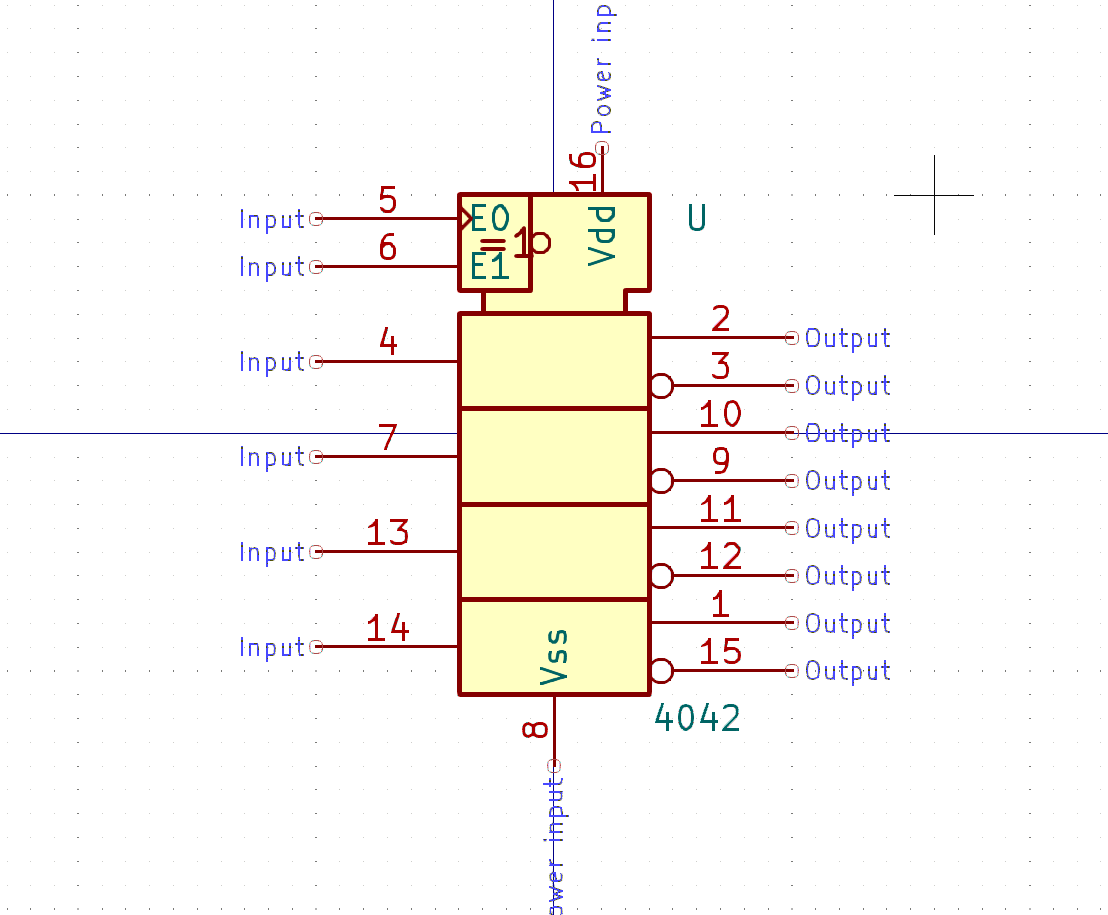 Power inp
16
Input 5 E0 Vdd U
=1
Input 6 E1
2 Output
Input 4
3 Output
10 Output
Input 7
9 Output
11 Output
Input 13
12 Output
1 Output
Input 14 Vss
15 Output
4042
8
ower input